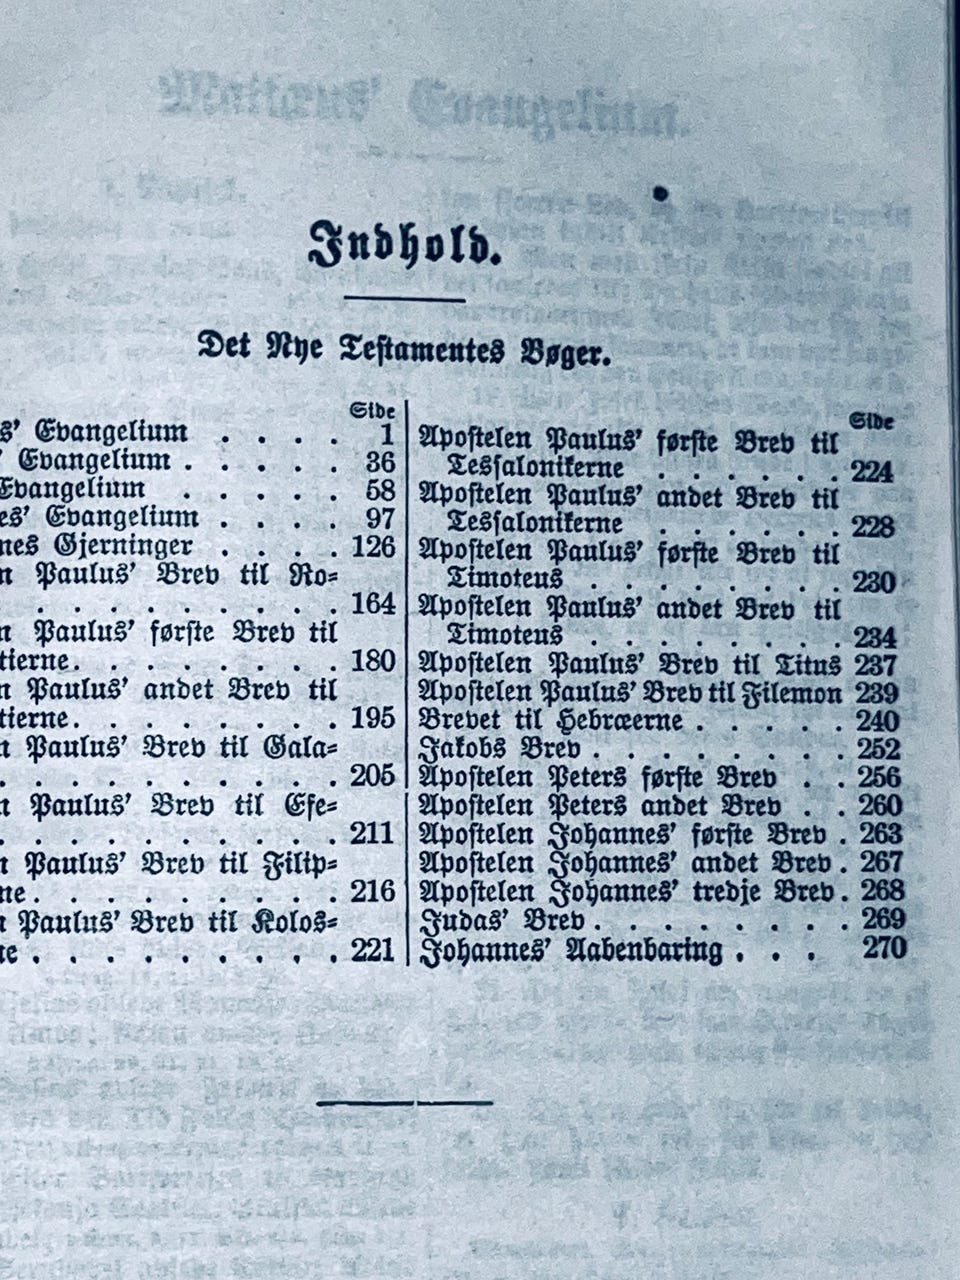 Indhold.
Det Nye Testamentes Bøger.
Side
s' Evangelium . . . . 1
' Evangelium . . . . . 36
Evangelium . . . . . 58
es' Evangelium . . . . 97
nes Gjerninger . . . . 126
n Paulus' Brev til Ro=
. . . . . . . . . 164
n Paulus' første Brev til
tierne. . . . . . . . 180
n Paulus' andet Brev til
tierne. . . . . . . . 195
n Paulus' Brev til Gala=
. . . . . . . . . . 205
n Paulus' Brev til Efe=
. . . . . . . . . . 211
n Paulus' Brev til Filip=
ne. . . . . . . . . 216
n Paulus' Brev til Kolos=
ne . . . . . . . . . 221
Side
Apostelen Paulus' første Brev til
Tessalonikerne . . . . . . . 224
Apostelen Paulus' andet Brev til
Tessalonikerne . . . . . . . 228
Apostelen Paulus' første Brev til
Timoteus . . . . . . . . . 230
Apostelen Paulus' andet Brev til
Timoteus . . . . . . . . . 234
Apostelen Paulus' Brev til Titus 237
Apostelen Paulus' Brev til Filemon 239
Brevet til Hebræerne . . . . . . 240
Jakobs Brev . . . . . . . . . 252
Apostelen Peters første Brev . . 256
Apostelen Peters andet Brev . . 260
Apostelen Johannes' første Brev . 263
Apostelen Johannes' andet Brev . 267
Apostelen Johannes' tredje Brev . 268
Judas' Brev . . . . . . . . . 269
Johannes' Aabenbaring . . . 270